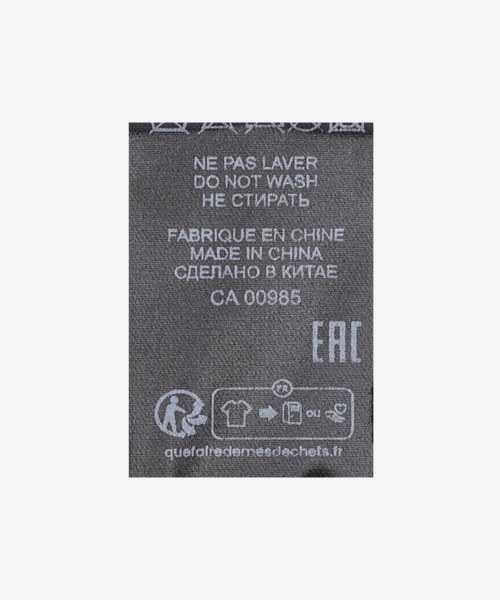 NE PAS LAVER
DO NOT WASH
НЕ СТИРАТЬ
FABRIQUE EN CHINE
MADE IN CHINA
СДЕЛАНО В КИТАЕ
CA 00985
EAC
FR
OU
quefairedemesdechets.fr